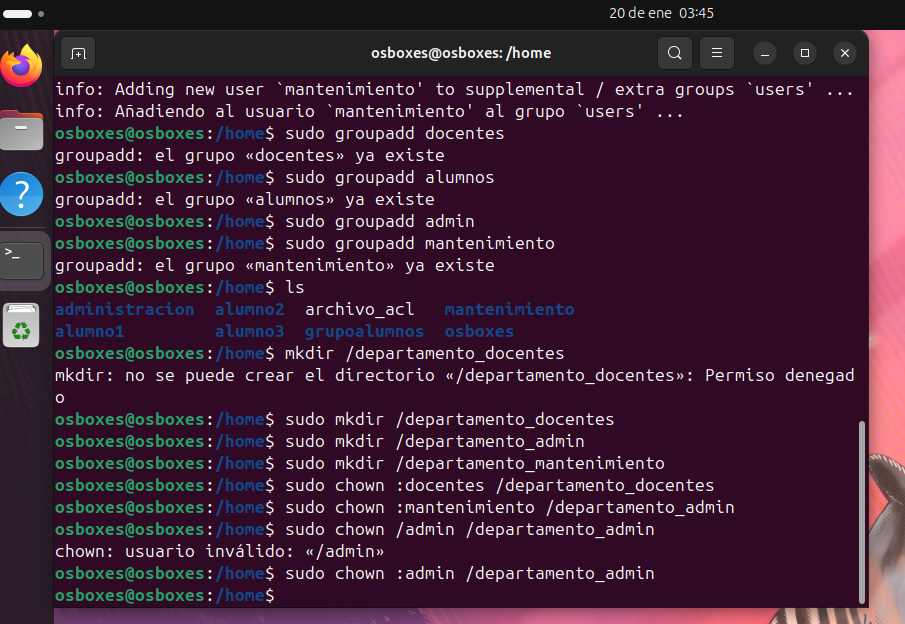 20 de ene 03:45
osboxes@osboxes: /home
info: Adding new user `mantenimiento' to supplemental / extra groups `users' ...
info: Añadiendo al usuario `mantenimiento' al grupo `users' ...
osboxes@osboxes:/home$ sudo groupadd docentes
groupadd: el grupo «docentes» ya existe
osboxes@osboxes:/home$ sudo groupadd alumnos
groupadd: el grupo «alumnos» ya existe
osboxes@osboxes:/home$ sudo groupadd admin
osboxes@osboxes:/home$ sudo groupadd mantenimiento
groupadd: el grupo «mantenimiento» ya existe
osboxes@osboxes:/home$ ls
administracion alumno2 archivo_acl mantenimiento
alumno1 alumno3 grupoalumnos osboxes
osboxes@osboxes:/home$ mkdir /departamento_docentes
mkdir: no se puede crear el directorio «/departamento_docentes»: Permiso denegad
o
osboxes@osboxes:/home$ sudo mkdir /departamento_docentes
osboxes@osboxes:/home$ sudo mkdir /departamento_admin
osboxes@osboxes:/home$ sudo mkdir /departamento_mantenimiento
osboxes@osboxes:/home$ sudo chown :docentes /departamento_docentes
osboxes@osboxes:/home$ sudo chown :mantenimiento /departamento_admin
osboxes@osboxes:/home$ sudo chown /admin /departamento_admin
chown: usuario inválido: «/admin»
osboxes@osboxes:/home$ sudo chown :admin /departamento_admin
osboxes@osboxes:/home$